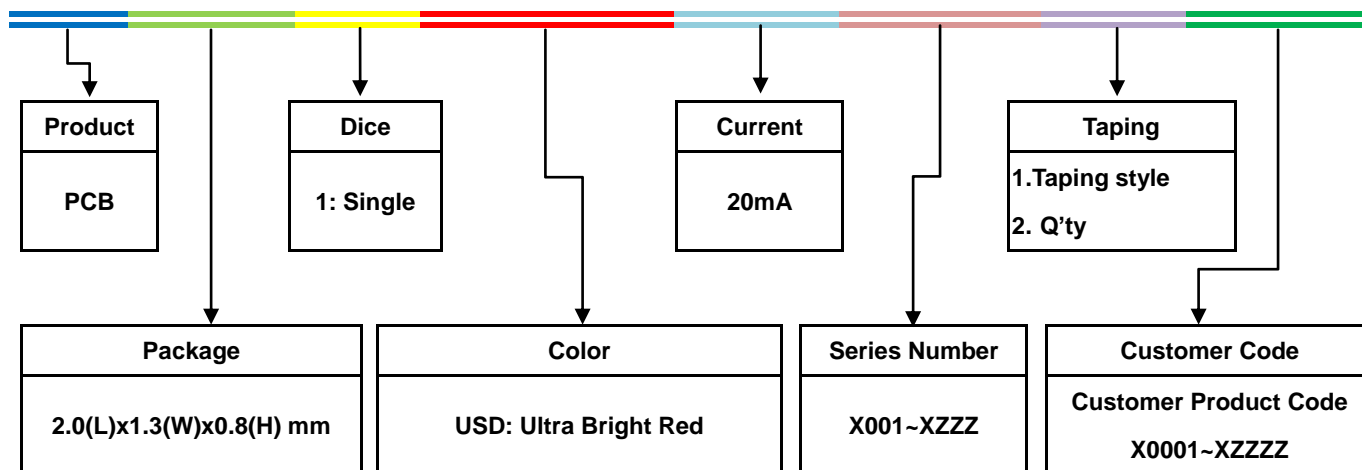 Product
PCB
Dice
1: Single
Current
20mA
Taping
1.Taping style
2. Q’ty
Package
2.0(L)x1.3(W)x0.8(H) mm
Color
USD: Ultra Bright Red
Series Number
X001~XZZZ
Customer Code
Customer Product Code
X0001~XZZZZ